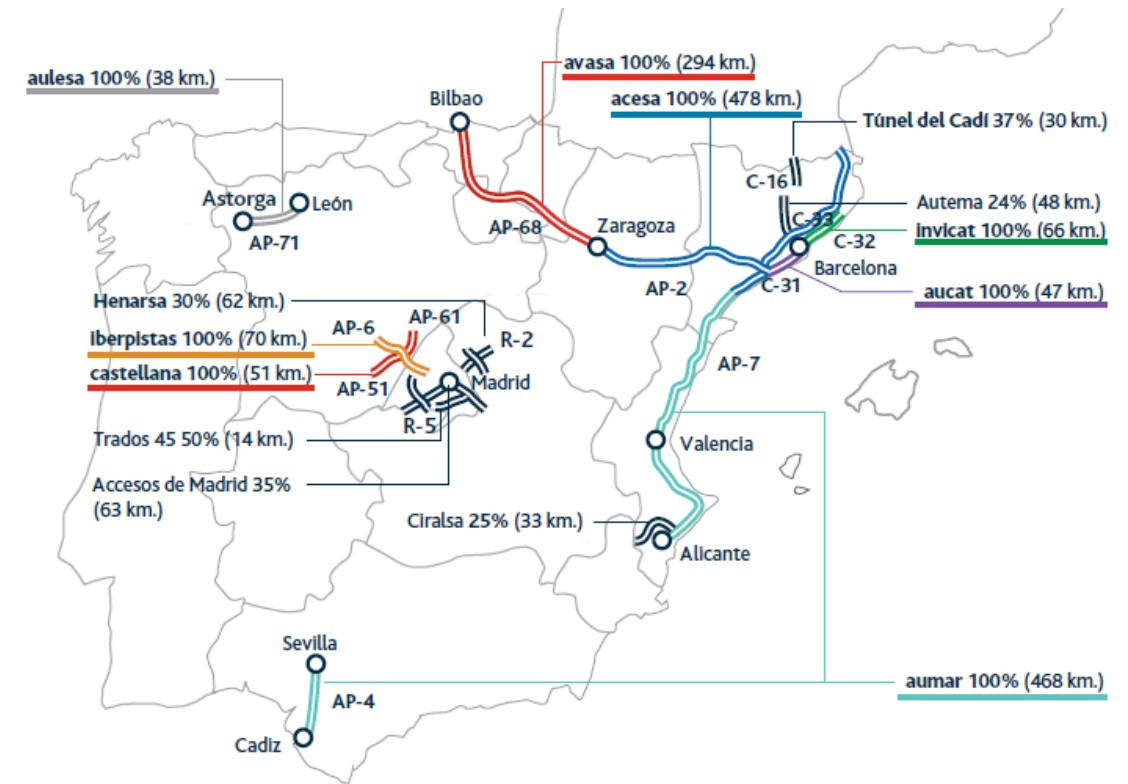 avasa 100% (294 km.)
aulesa 100% (38 km.)
Bilbao
acesa 100% (478 km.)
Túnel del Cadí 37% (30 km.)
C-16
Astorga
León
Autema 24% (48 km.)
C-33
AP-68
Zaragoza
invicat 100% (66 km.)
C-32
AP-71
Barcelona
AP-2
C-31
aucat 100% (47 km.)
Henarsa 30% (62 km.)
AP-61
AP-6
R-2
iberpistas 100% (70 km.)
AP-7
castellana 100% (51 km.)
AP-51
Madrid
R-5
Trados 45 50% (14 km.)
Valencia
Accesos de Madrid 35%
(63 km.)
Ciralsa 25% (33 km.)
Alicante
Sevilla
aumar 100% (468 km.)
AP-4
Cadiz